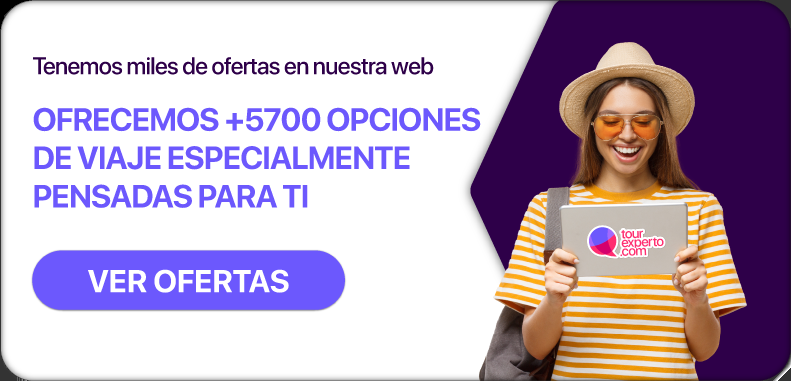 Tenemos miles de ofertas en nuestra web
OFRECEMOS +5700 OPCIONES
DE VIAJE ESPECIALMENTE
PENSADAS PARA TI
VER OFERTAS
tour
experto
.com